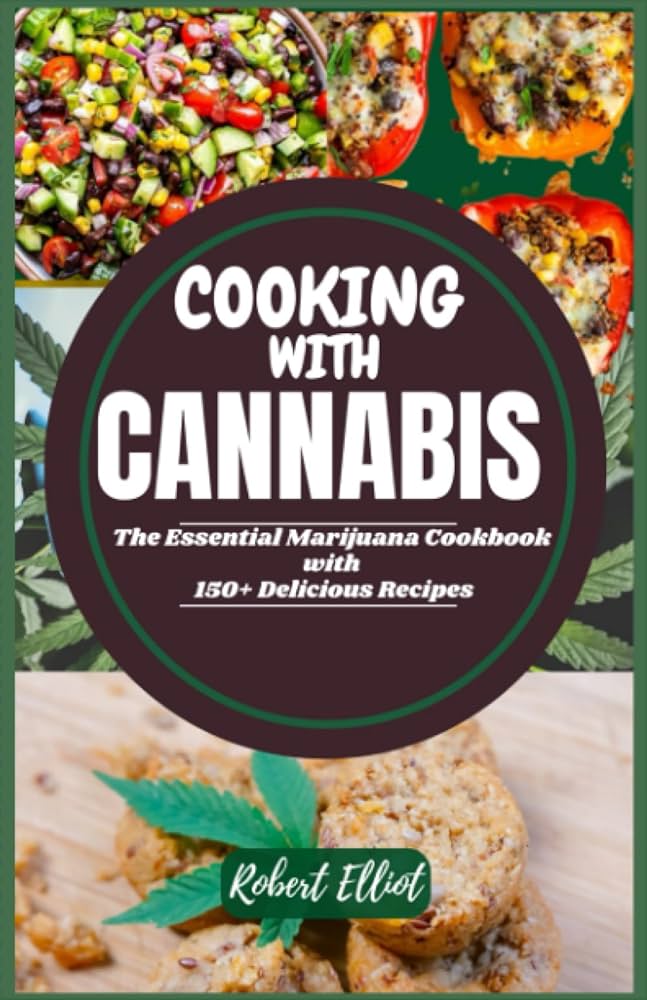 COOKING
WITH
CANNABIS
The Essential Marijuana Cookbook
with
150+ Delicious Recipes
Robert Elliot